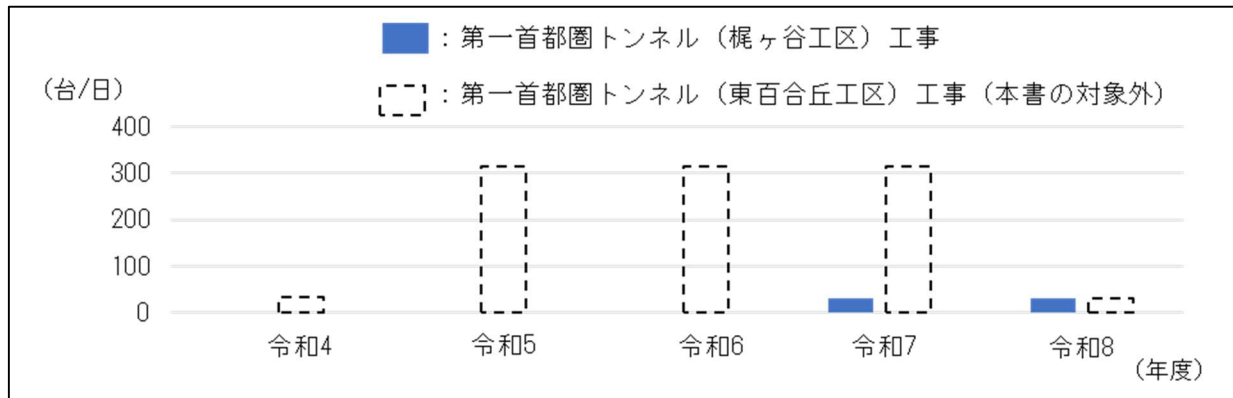 ：第一首都圏トンネル（梶ヶ谷工区）工事
（台/日）
：第一首都圏トンネル（東百合丘工区）工事（本書の対象外）
400
300
200
100
0
令和4 令和5 令和6 令和7 令和8
（年度）